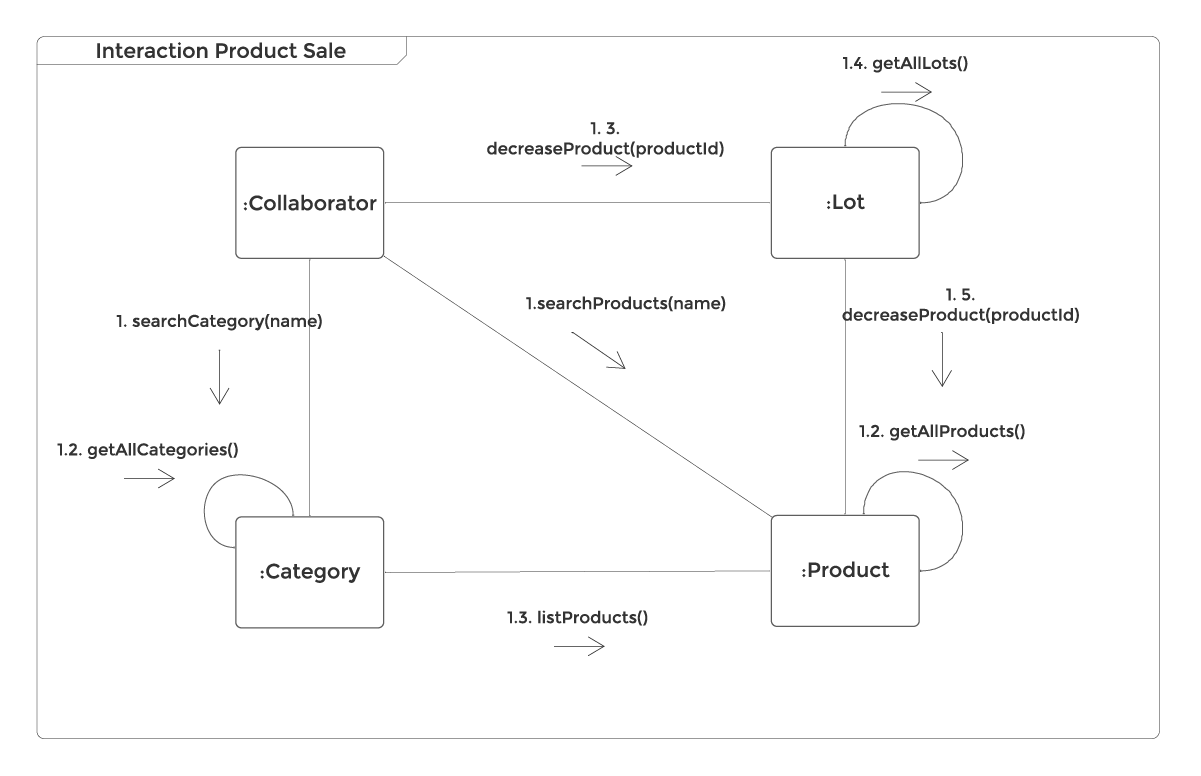 Interaction Product Sale
1.4. getAllLots()
1. 3.
decreaseProduct(productId)
:Collaborator
:Lot
1. 5.
decreaseProduct(productId)
1.searchProducts(name)
1. searchCategory(name)
1.2. getAllProducts()
1.2. getAllCategories()
:Category
:Product
1.3. listProducts()